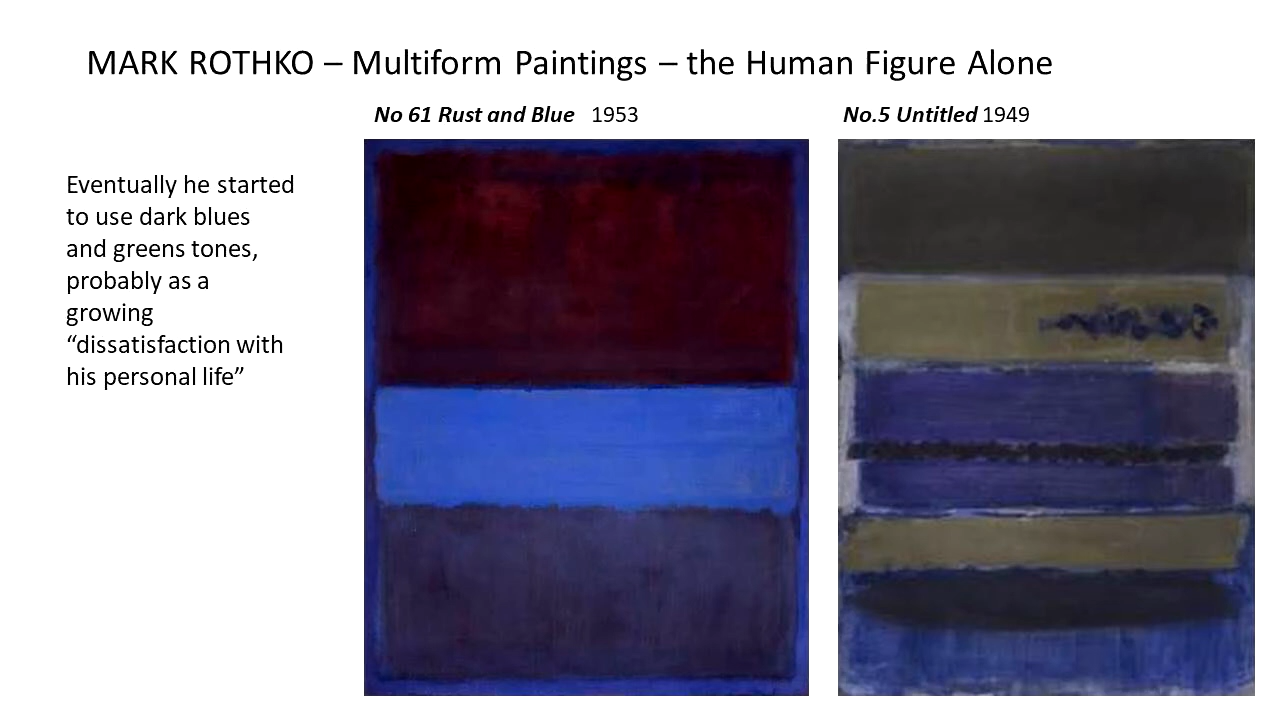 MARK ROTHKO – Multiform Paintings – the Human Figure Alone
No 61 Rust and Blue 1953
No.5 Untitled 1949
Eventually he started
to use dark blues
and greens tones,
probably as a
growing
“dissatisfaction with
his personal life”